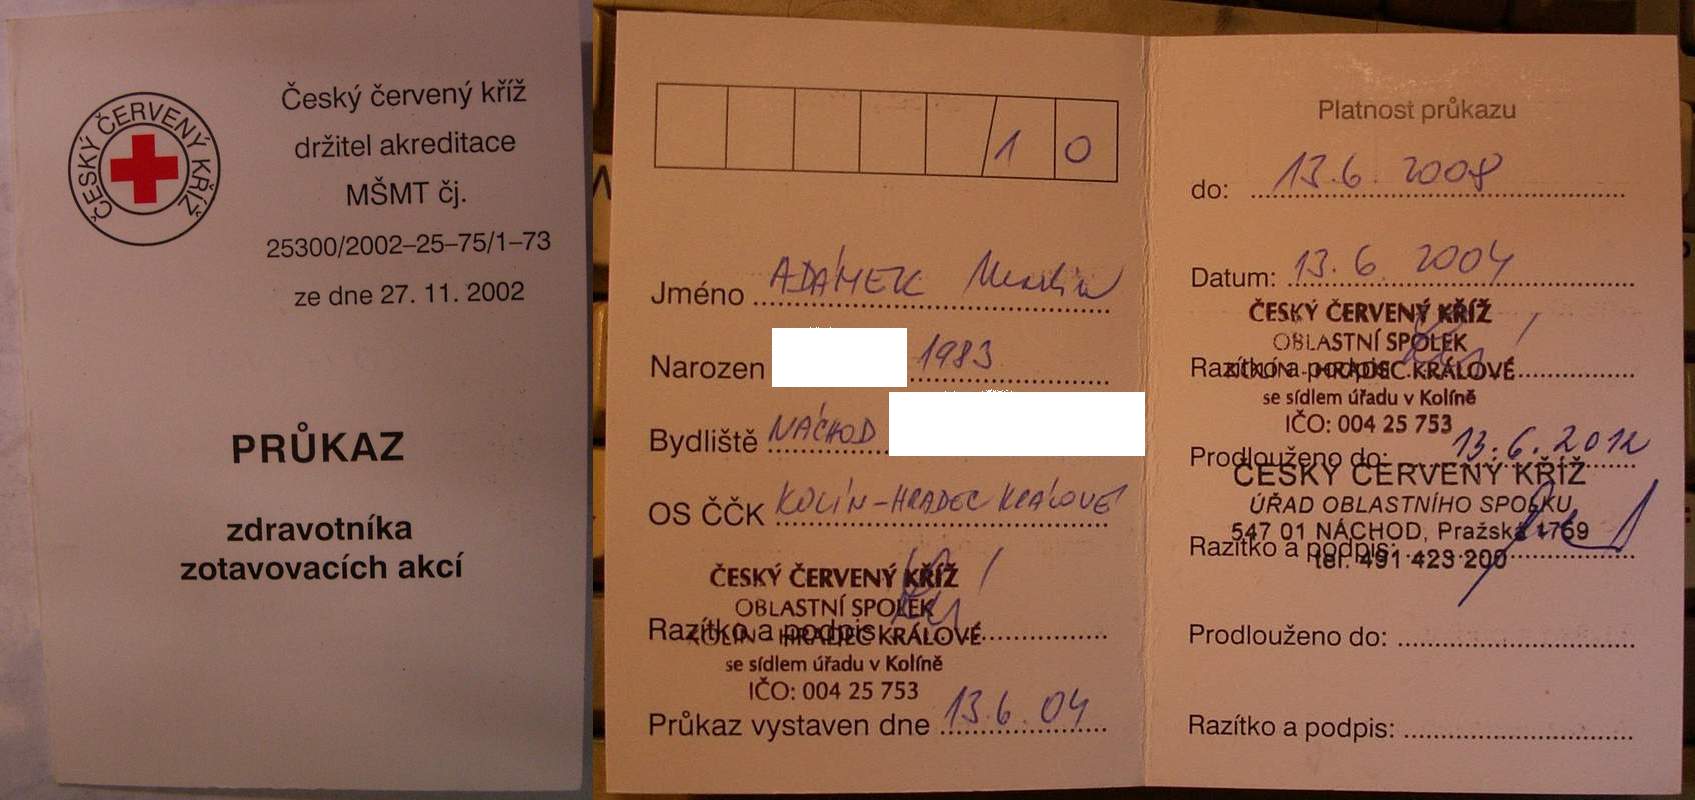 ČESKÝ ČERVENÝ KŘÍŽ
Český červený kříž
držitel akreditace
MŠMT čj.
25300/2002–25–75/1–73
ze dne 27. 11. 2002
PRŮKAZ
zdravotníka
zotavovacích akcí
/10
Jméno ADÁMEK Martin
Narozen 1983
Bydliště NÁCHOD
OS ČČK KOLÍN-HRADEC KRÁLOVÉ
ČESKÝ ČERVENÝ KŘÍŽ
OBLASTNÍ SPOLEK
Razítko a podpis
KOLÍN - HRADEC KRÁLOVÉ
se sídlem úřadu v Kolíně
IČO: 004 25 753
Průkaz vystaven dne 13.6.04
Platnost průkazu
do: 13.6. 2008
Datum: 13.6 2004
ČESKÝ ČERVENÝ KŘÍŽ
OBLASTNÍ SPOLEK
Razítko a podpis
KOLÍN - HRADEC KRÁLOVÉ
se sídlem úřadu v Kolíně
IČO: 004 25 753
Prodlouženo do: 13.6.2012
ČESKÝ ČERVENÝ KŘÍŽ
ÚŘAD OBLASTNÍHO SPOLKU
547 01 NÁCHOD, Pražská 1759
Razítko a podpis:
tel. 491 423 200
Prodlouženo do:
Razítko a podpis: